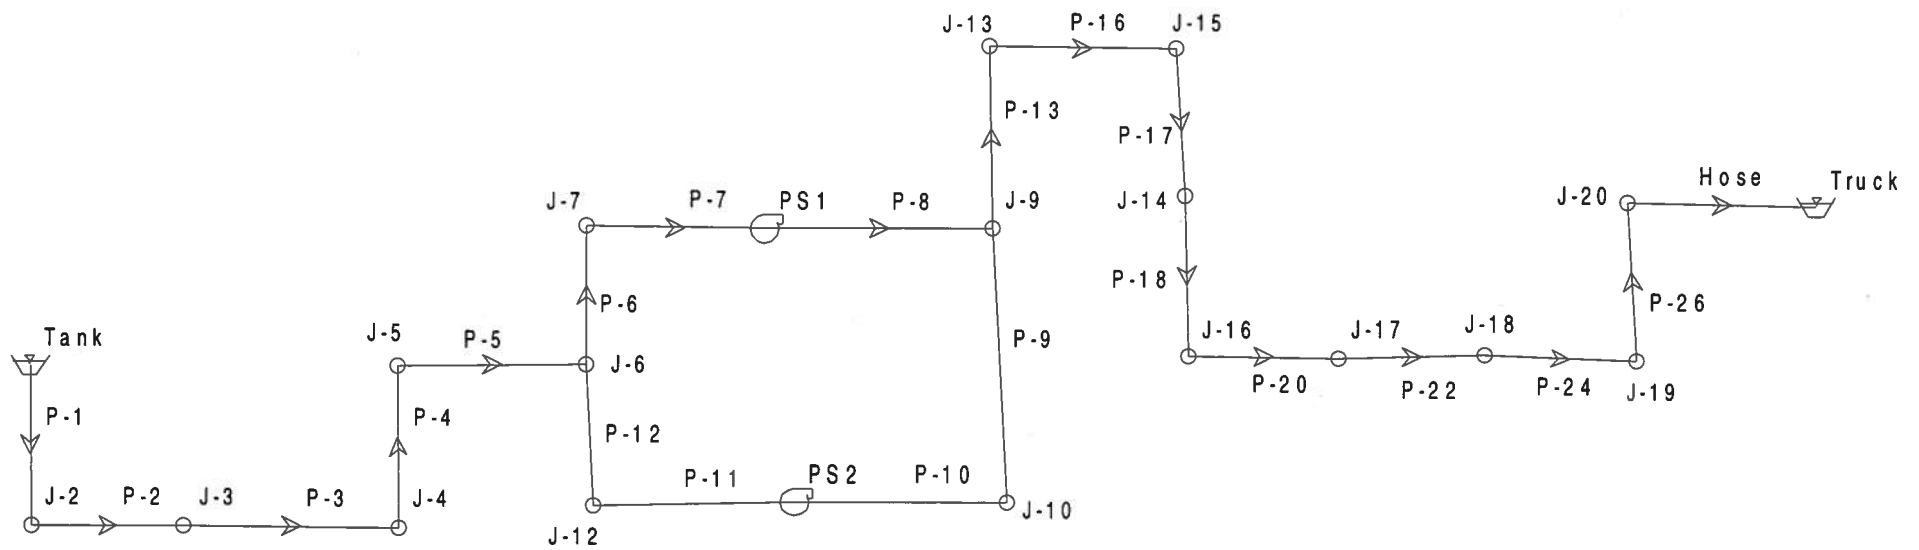 J-13 P-16 J-15
P-13
P-17
J-7 P-7 PS1 P-8 J-9
J-14
J-20 Hose Truck
P-6
P-18
P-26
Tank
J-5 P-5
J-6
P-9
J-16 J-17 J-18
P-20 P-22 P-24 J-19
P-1
P-4
P-12
P-11 PS2 P-10
J-2 P-2 J-3 P-3 J-4
J-12
J-10